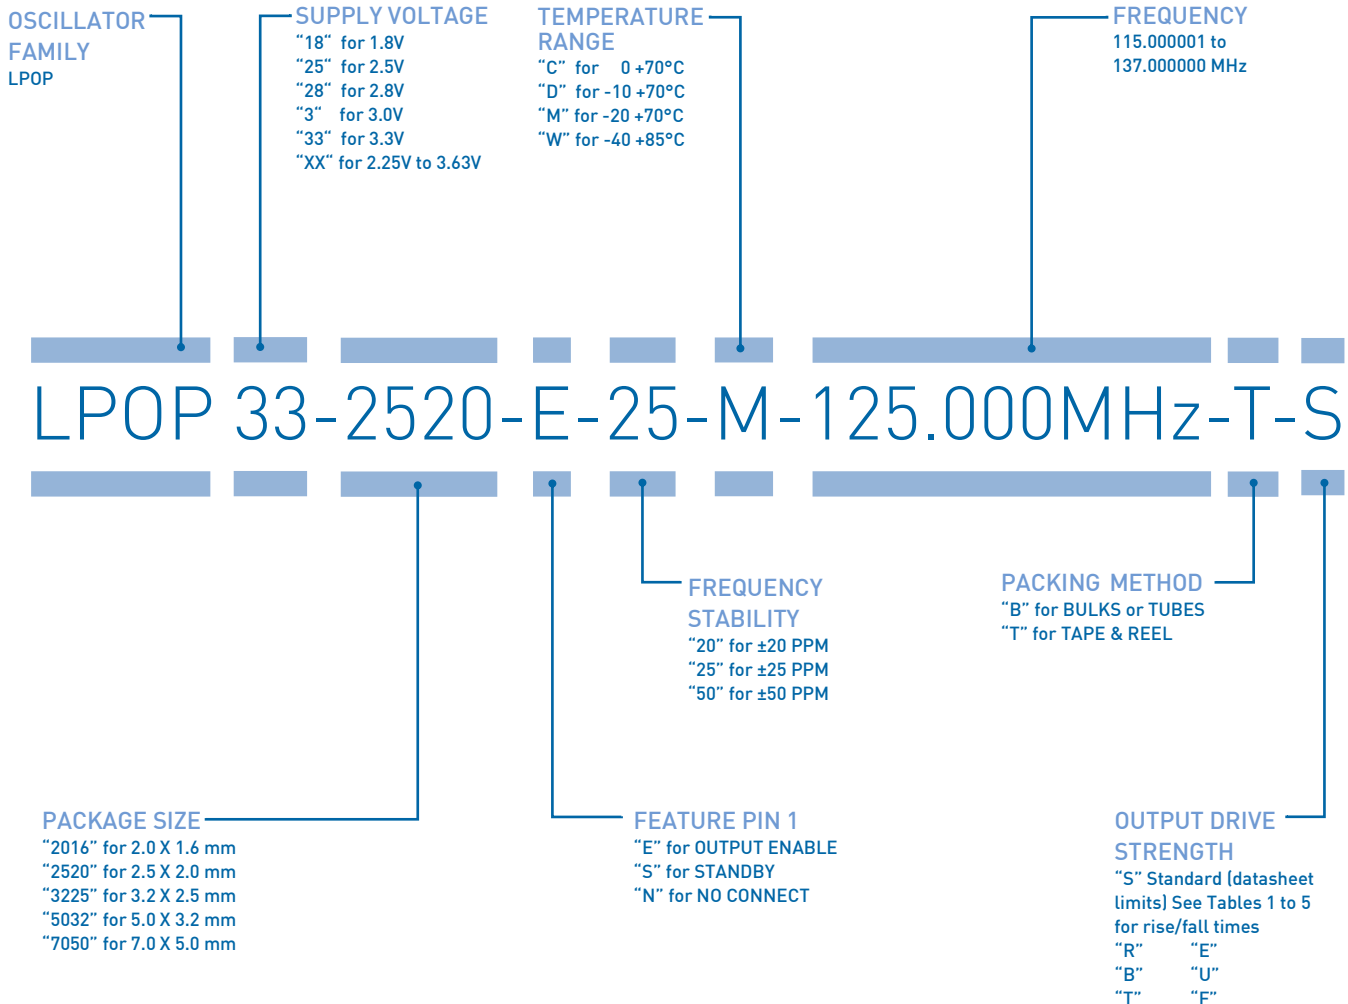 OSCILLATOR
FAMILY
LPOP
SUPPLY VOLTAGE
“18“ for 1.8V
“25“ for 2.5V
“28“ for 2.8V
“3“ for 3.0V
“33“ for 3.3V
“XX“ for 2.25V to 3.63V
TEMPERATURE
RANGE
“C” for 0 +70°C
“D” for -10 +70°C
“M” for -20 +70°C
“W” for -40 +85°C
FREQUENCY
115.000001 to
137.000000 MHz
LPOP 33-2520-E-25-M-125.000MHz-T-S
FREQUENCY
STABILITY
“20” for ±20 PPM
“25” for ±25 PPM
“50” for ±50 PPM
PACKING METHOD
“B” for BULKS or TUBES
“T” for TAPE & REEL
PACKAGE SIZE
“2016” for 2.0 X 1.6 mm
“2520” for 2.5 X 2.0 mm
“3225” for 3.2 X 2.5 mm
“5032” for 5.0 X 3.2 mm
“7050” for 7.0 X 5.0 mm
FEATURE PIN 1
“E” for OUTPUT ENABLE
“S” for STANDBY
“N” for NO CONNECT
OUTPUT DRIVE
STRENGTH
“S” Standard (datasheet
limits) See Tables 1 to 5
for rise/fall times
“R” “E”
“B” “U”
“T” “F”